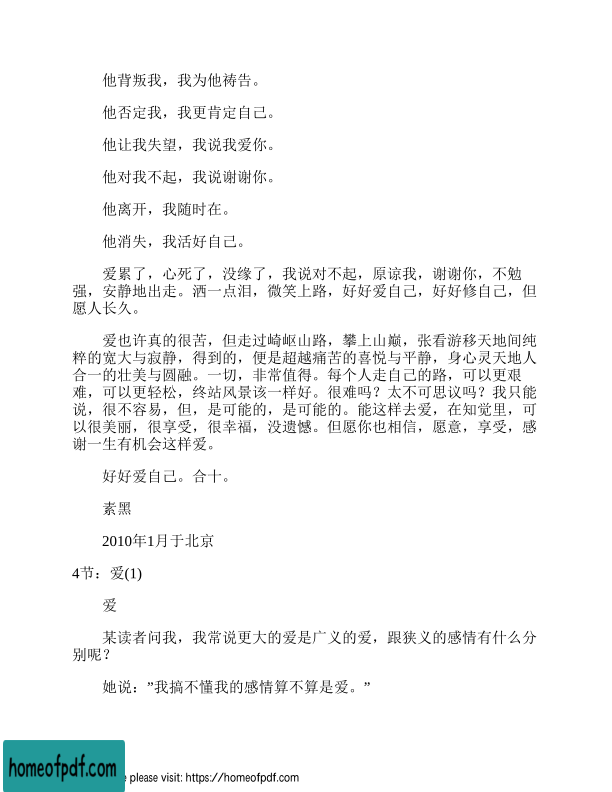 他背叛我，我为他祷告。
他否定我，我更肯定自己。
他让我失望，我说我爱你。
他对我不起，我说谢谢你。
他离开，我随时在。
他消失，我活好自己。
爱累了，心死了，没缘了，我说对不起，原谅我，谢谢你，不勉
强，安静地出走。洒一点泪，微笑上路，好好爱自己，好好修自己，但
愿人长久。
爱也许真的很苦，但走过崎岖山路，攀上山巅，张看游移天地间纯
粹的宽大与寂静，得到的，便是超越痛苦的喜悦与平静，身心灵天地人
合一的壮美与圆融。一切，非常值得。每个人走自己的路，可以更艰
难，可以更轻松，终站风景该一样好。很难吗？太不可思议吗？我只能
说，很不容易，但，是可能的，是可能的。能这样去爱，在知觉里，可
以很美丽，很享受，很幸福，没遗憾。但愿你也相信，愿意，享受，感
谢一生有机会这样爱。
好好爱自己。合十。
素黑
2010年1月于北京
4节：爱(1)
爱
某读者问我，我常说更大的爱是广义的爱，跟狭义的感情有什么分
别呢？
她说：”我搞不懂我的感情算不算是爱。”
homeofpdf.com
please visit: https://homeofpdf.com